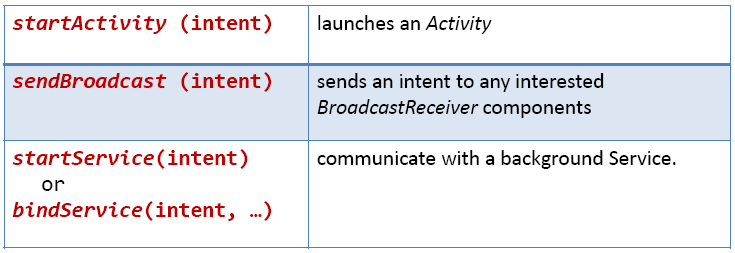 startActivity (intent)
launches an Activity
sendBroadcast (intent)
sends an intent to any interested
BroadcastReceiver components
startService(intent)
or
bindService(intent, …)
communicate with a background Service.